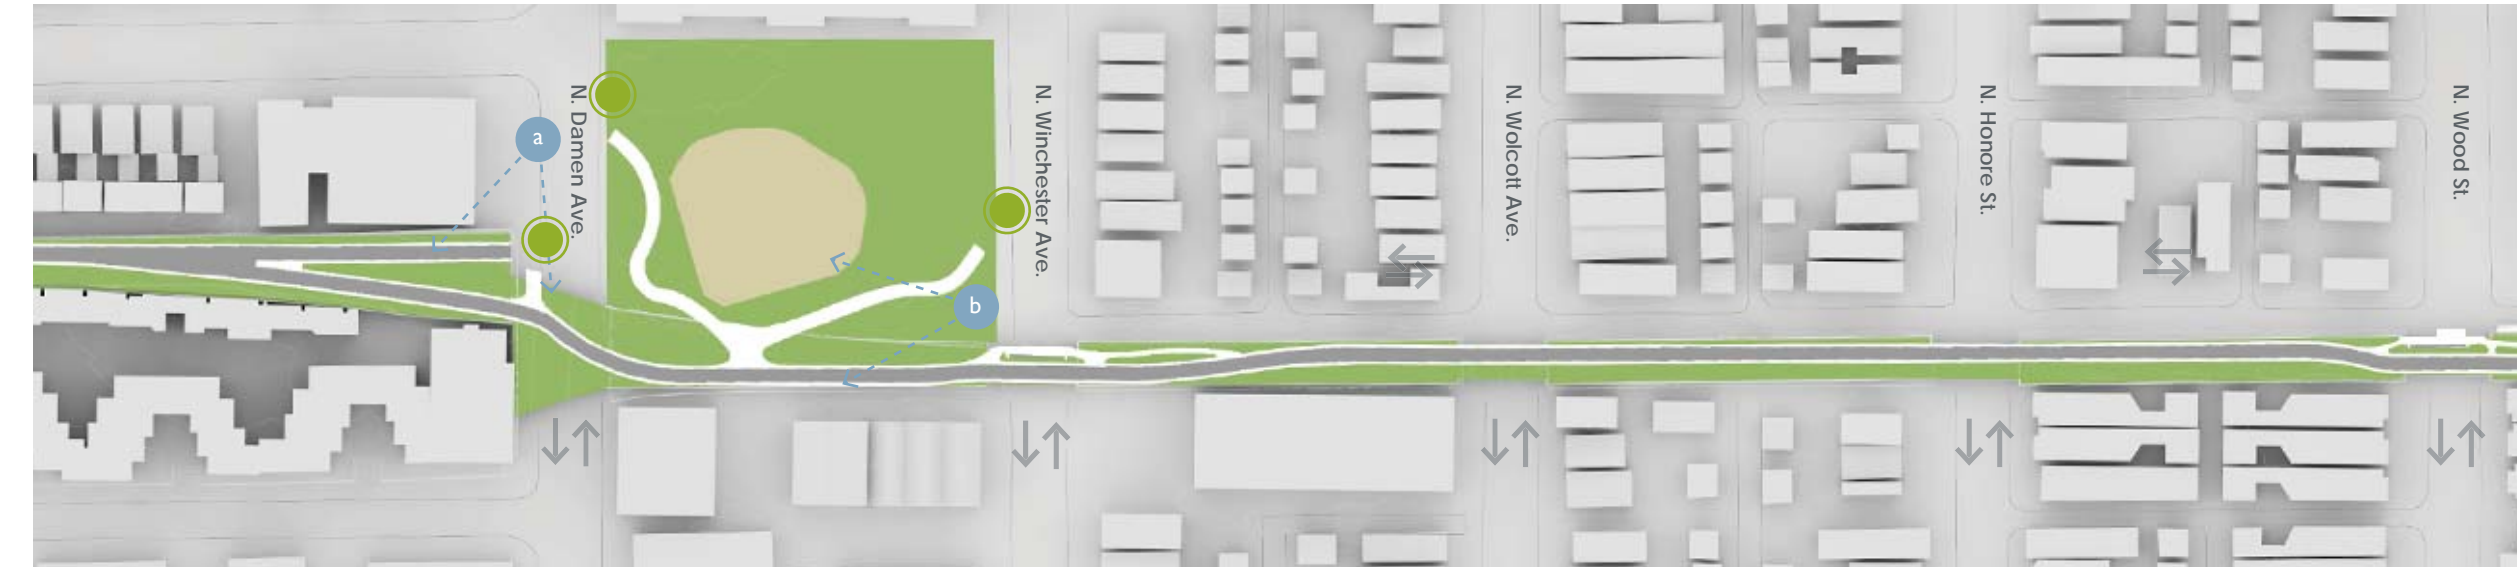 a
N. Damen Ave.
b
N. Winchester Ave.
N. Wolcott Ave.
N. Honore St.
N. Wood St.